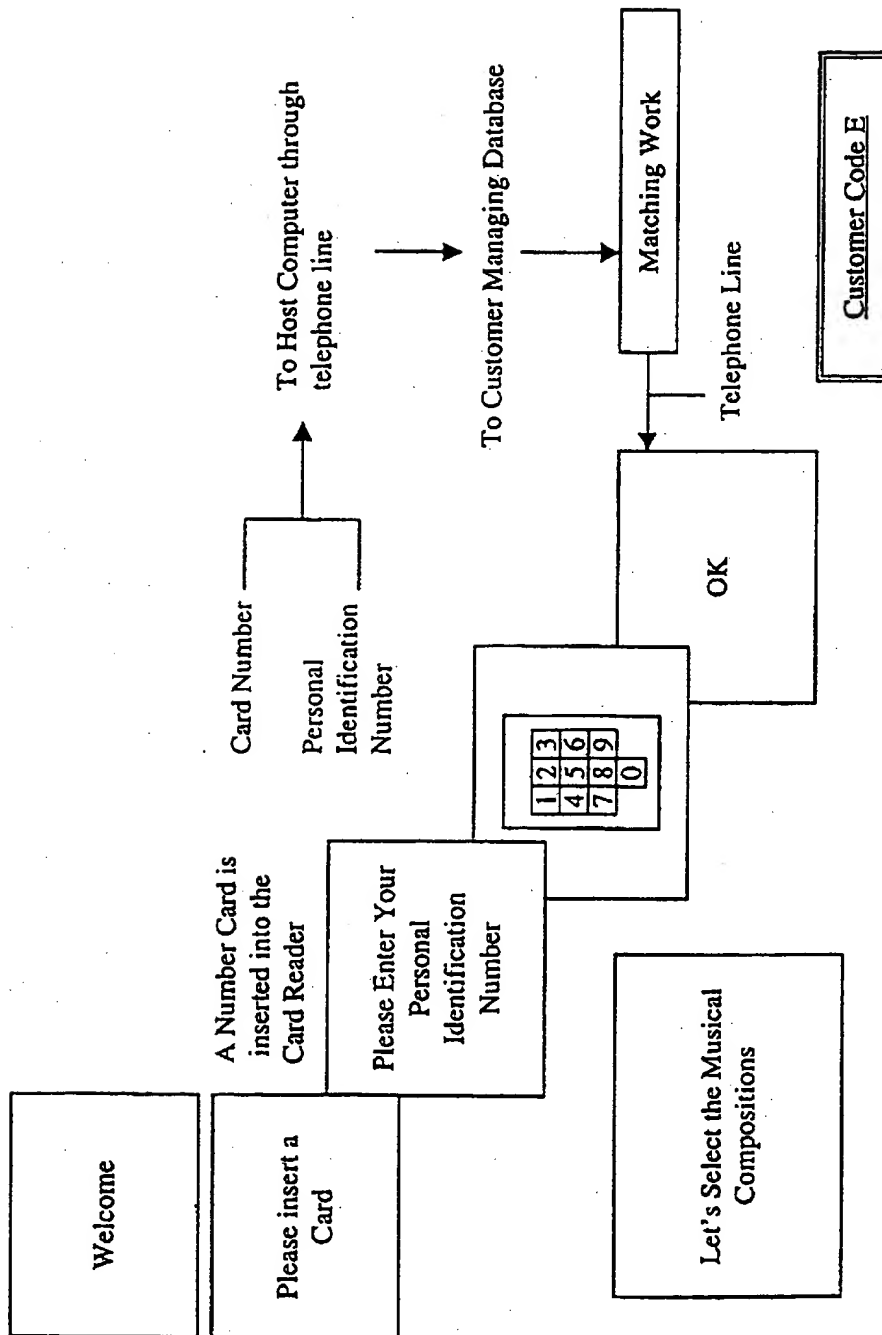 Welcome
Please insert a
Card
A Number Card is
inserted into the
Card Reader
Please Enter Your
Personal
Identification
Number
1 2 3
4 5 6
7 8 9
0
Card Number
Personal
Identification
Number
To Host Computer through
telephone line
To Customer Managing Database
Matching Work
Telephone Line
OK
Let's Select the Musical
Compositions
Customer Code E